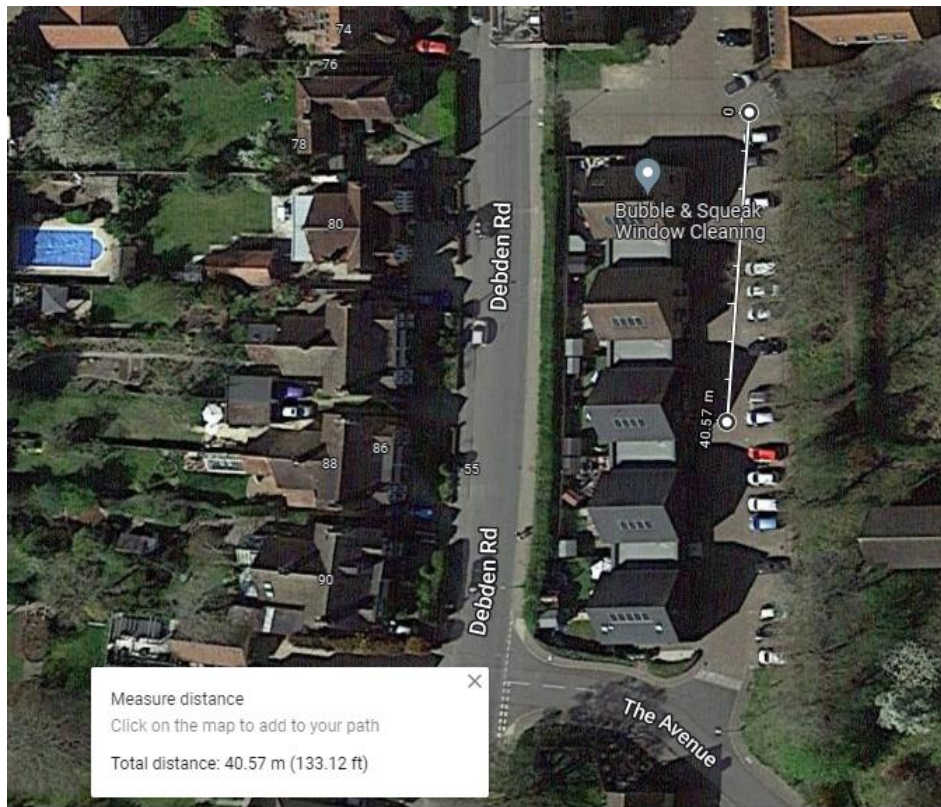 74
76
78
0
Bubble & Squeak
Window Cleaning
80
Debden Rd
40.57 m
86
88
55
Debden Rd
90
The Avenue
Measure distance
Click on the map to add to your path
Total distance: 40.57 m (133.12 ft)